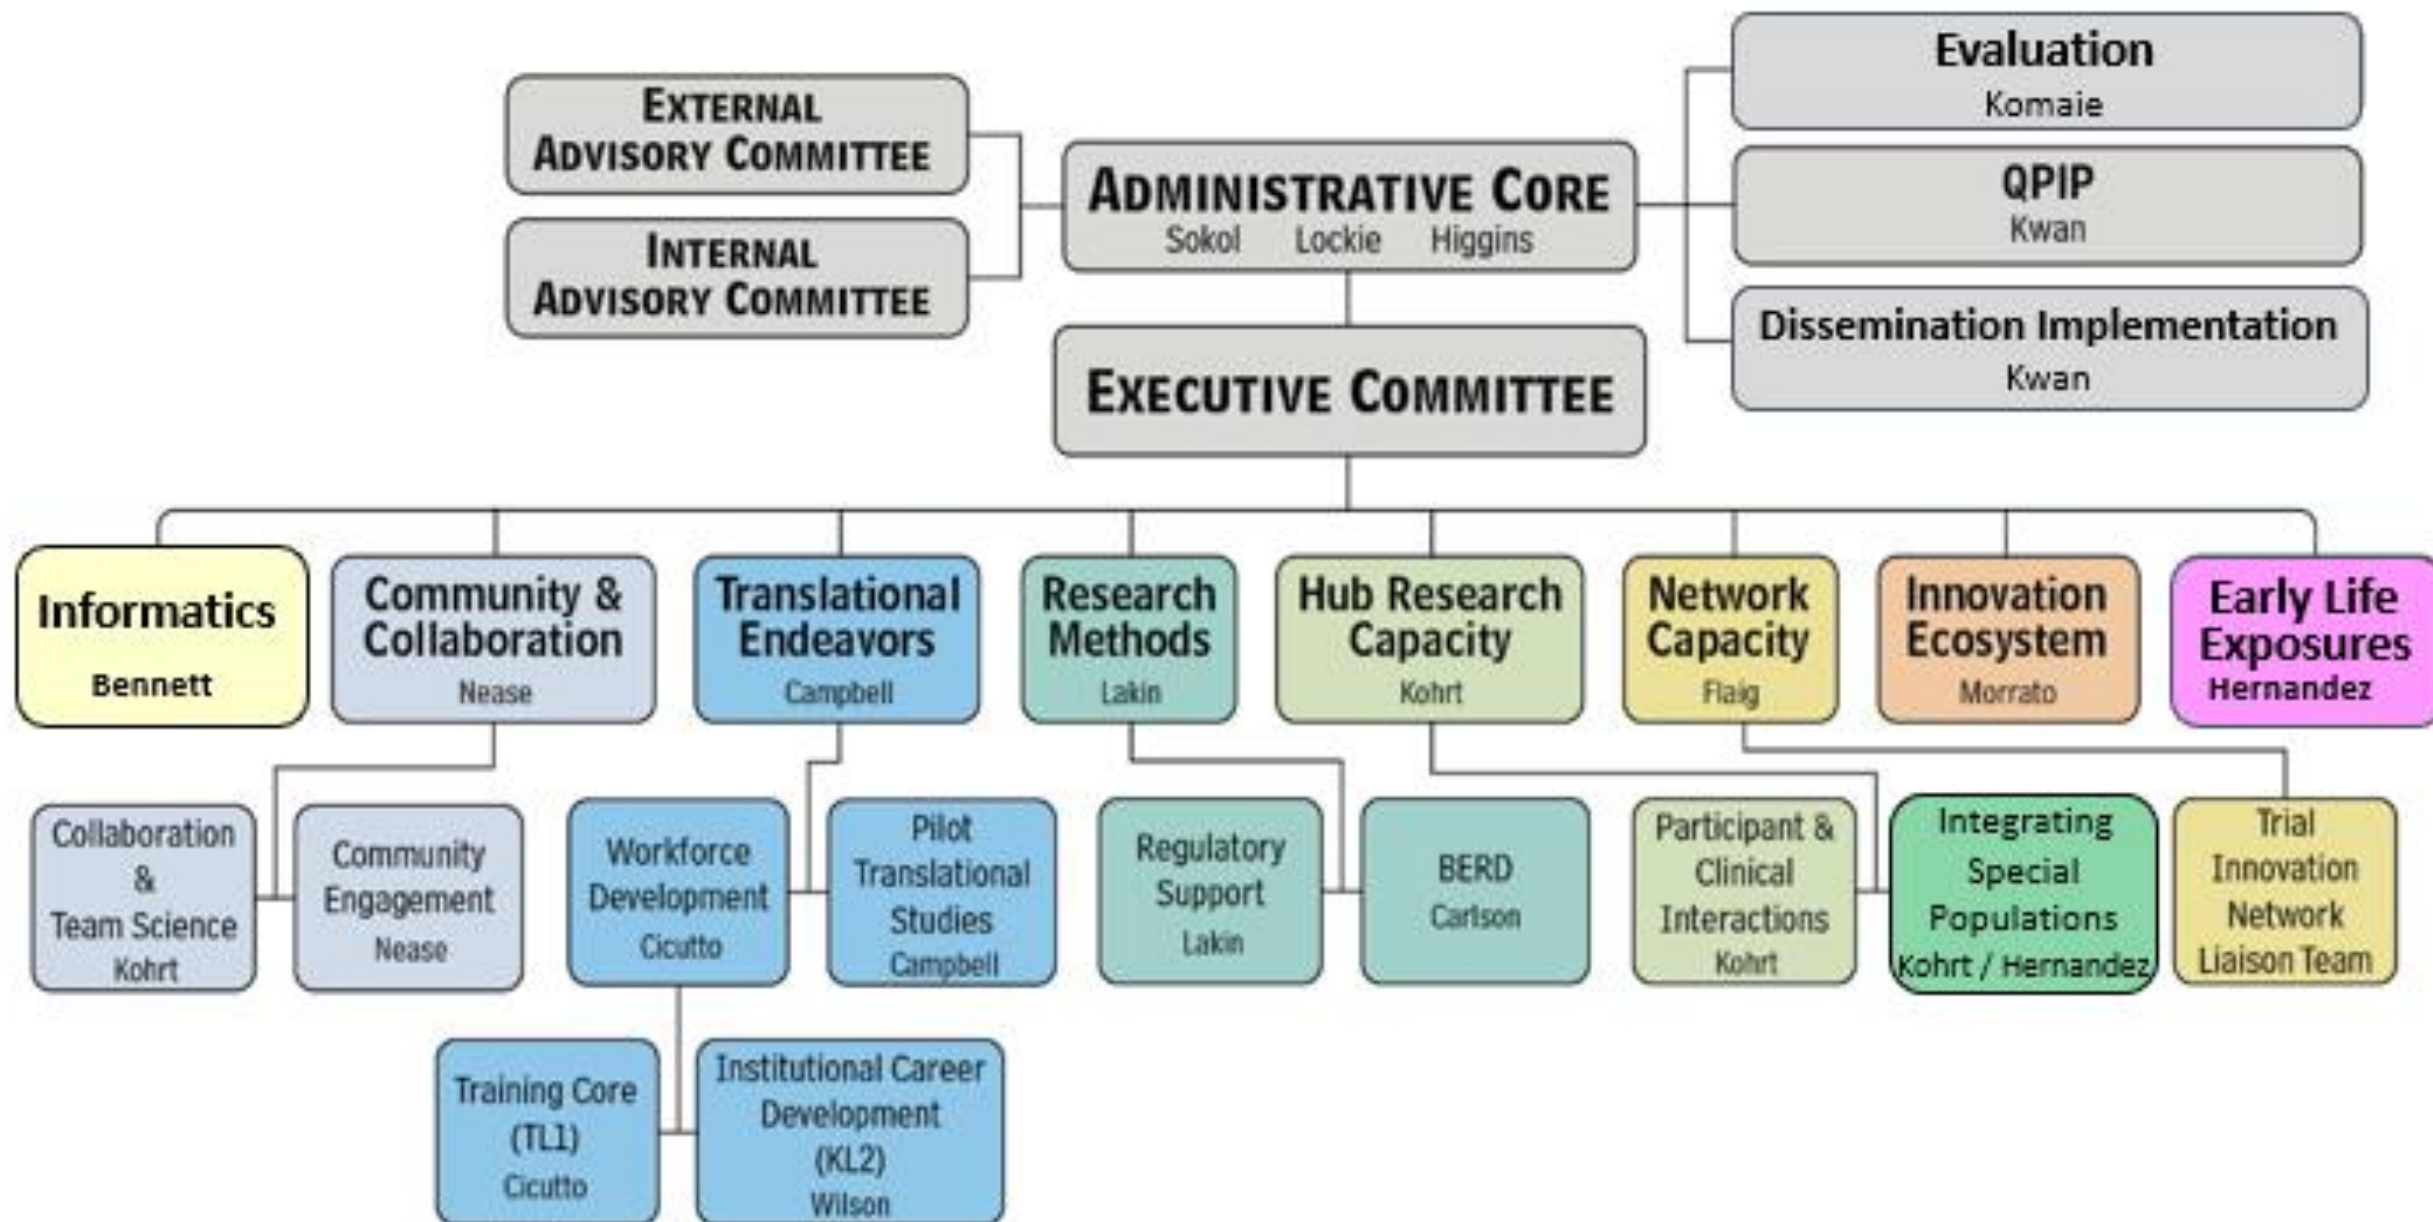 EXTERNAL
ADVISORY COMMITTEE
INTERNAL
ADVISORY COMMITTEE
ADMINISTRATIVE CORE
Sokol Lockie Higgins
Evaluation
Komaie
QPIP
Kwan
Dissemination Implementation
Kwan
EXECUTIVE COMMITTEE
Informatics
Bennett
Community &
Collaboration
Nease
Translational
Endeavors
Campbell
Research
Methods
Lakin
Hub Research
Capacity
Kohrt
Network
Capacity
Flaig
Innovation
Ecosystem
Morrato
Early Life
Exposures
Hernandez
Collaboration
&
Team Science
Kohrt
Community
Engagement
Nease
Workforce
Development
Cicutto
Pilot
Translational
Studies
Campbell
Regulatory
Support
Lakin
BERD
Carlson
Participant &
Clinical
Interactions
Kohrt
Integrating
Special
Populations
Kohrt / Hernandez
Trial
Innovation
Network
Liaison Team
Training Core
(TL1)
Cicutto
Institutional Career
Development
(KL2)
Wilson